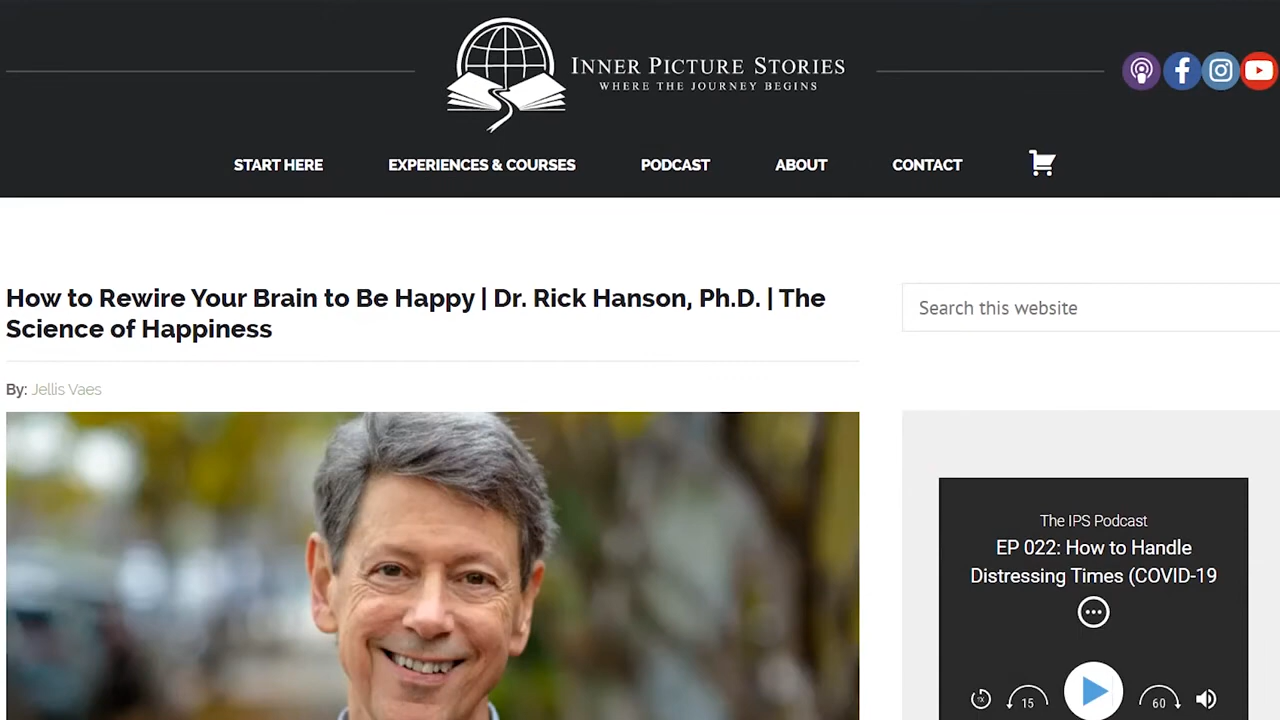 INNER PICTURE STORIES
WHERE THE JOURNEY BEGINS
START HERE
EXPERIENCES & COURSES
PODCAST
ABOUT
CONTACT
How to Rewire Your Brain to Be Happy | Dr. Rick Hanson, Ph.D. | The
Science of Happiness
Search this website
By: Jellis Vaes
The IPS Podcast
EP 022: How to Handle
Distressing Times (COVID-19
1X
15
60